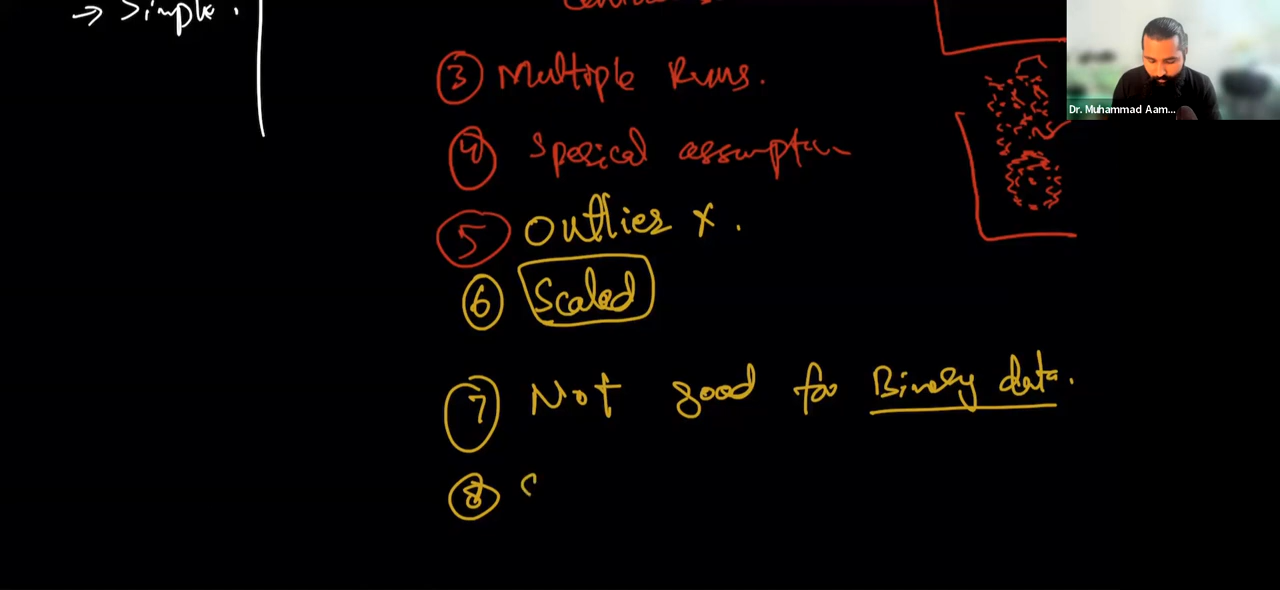 → Simple.
③ Multiple Runs.
④ Sperical assumption
⑤ Outlier x.
⑥ Scaled
⑦ Not good for Binary data.
⑧
Dr. Muhammad Aam...